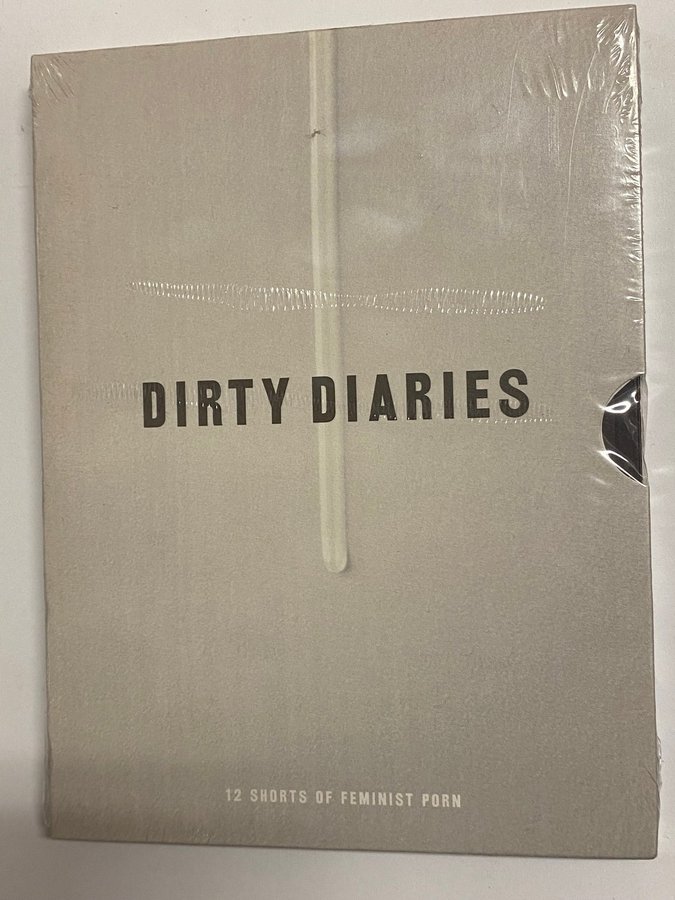 DIRTY DIARIES
12 SHORTS OF FEMINIST PORN